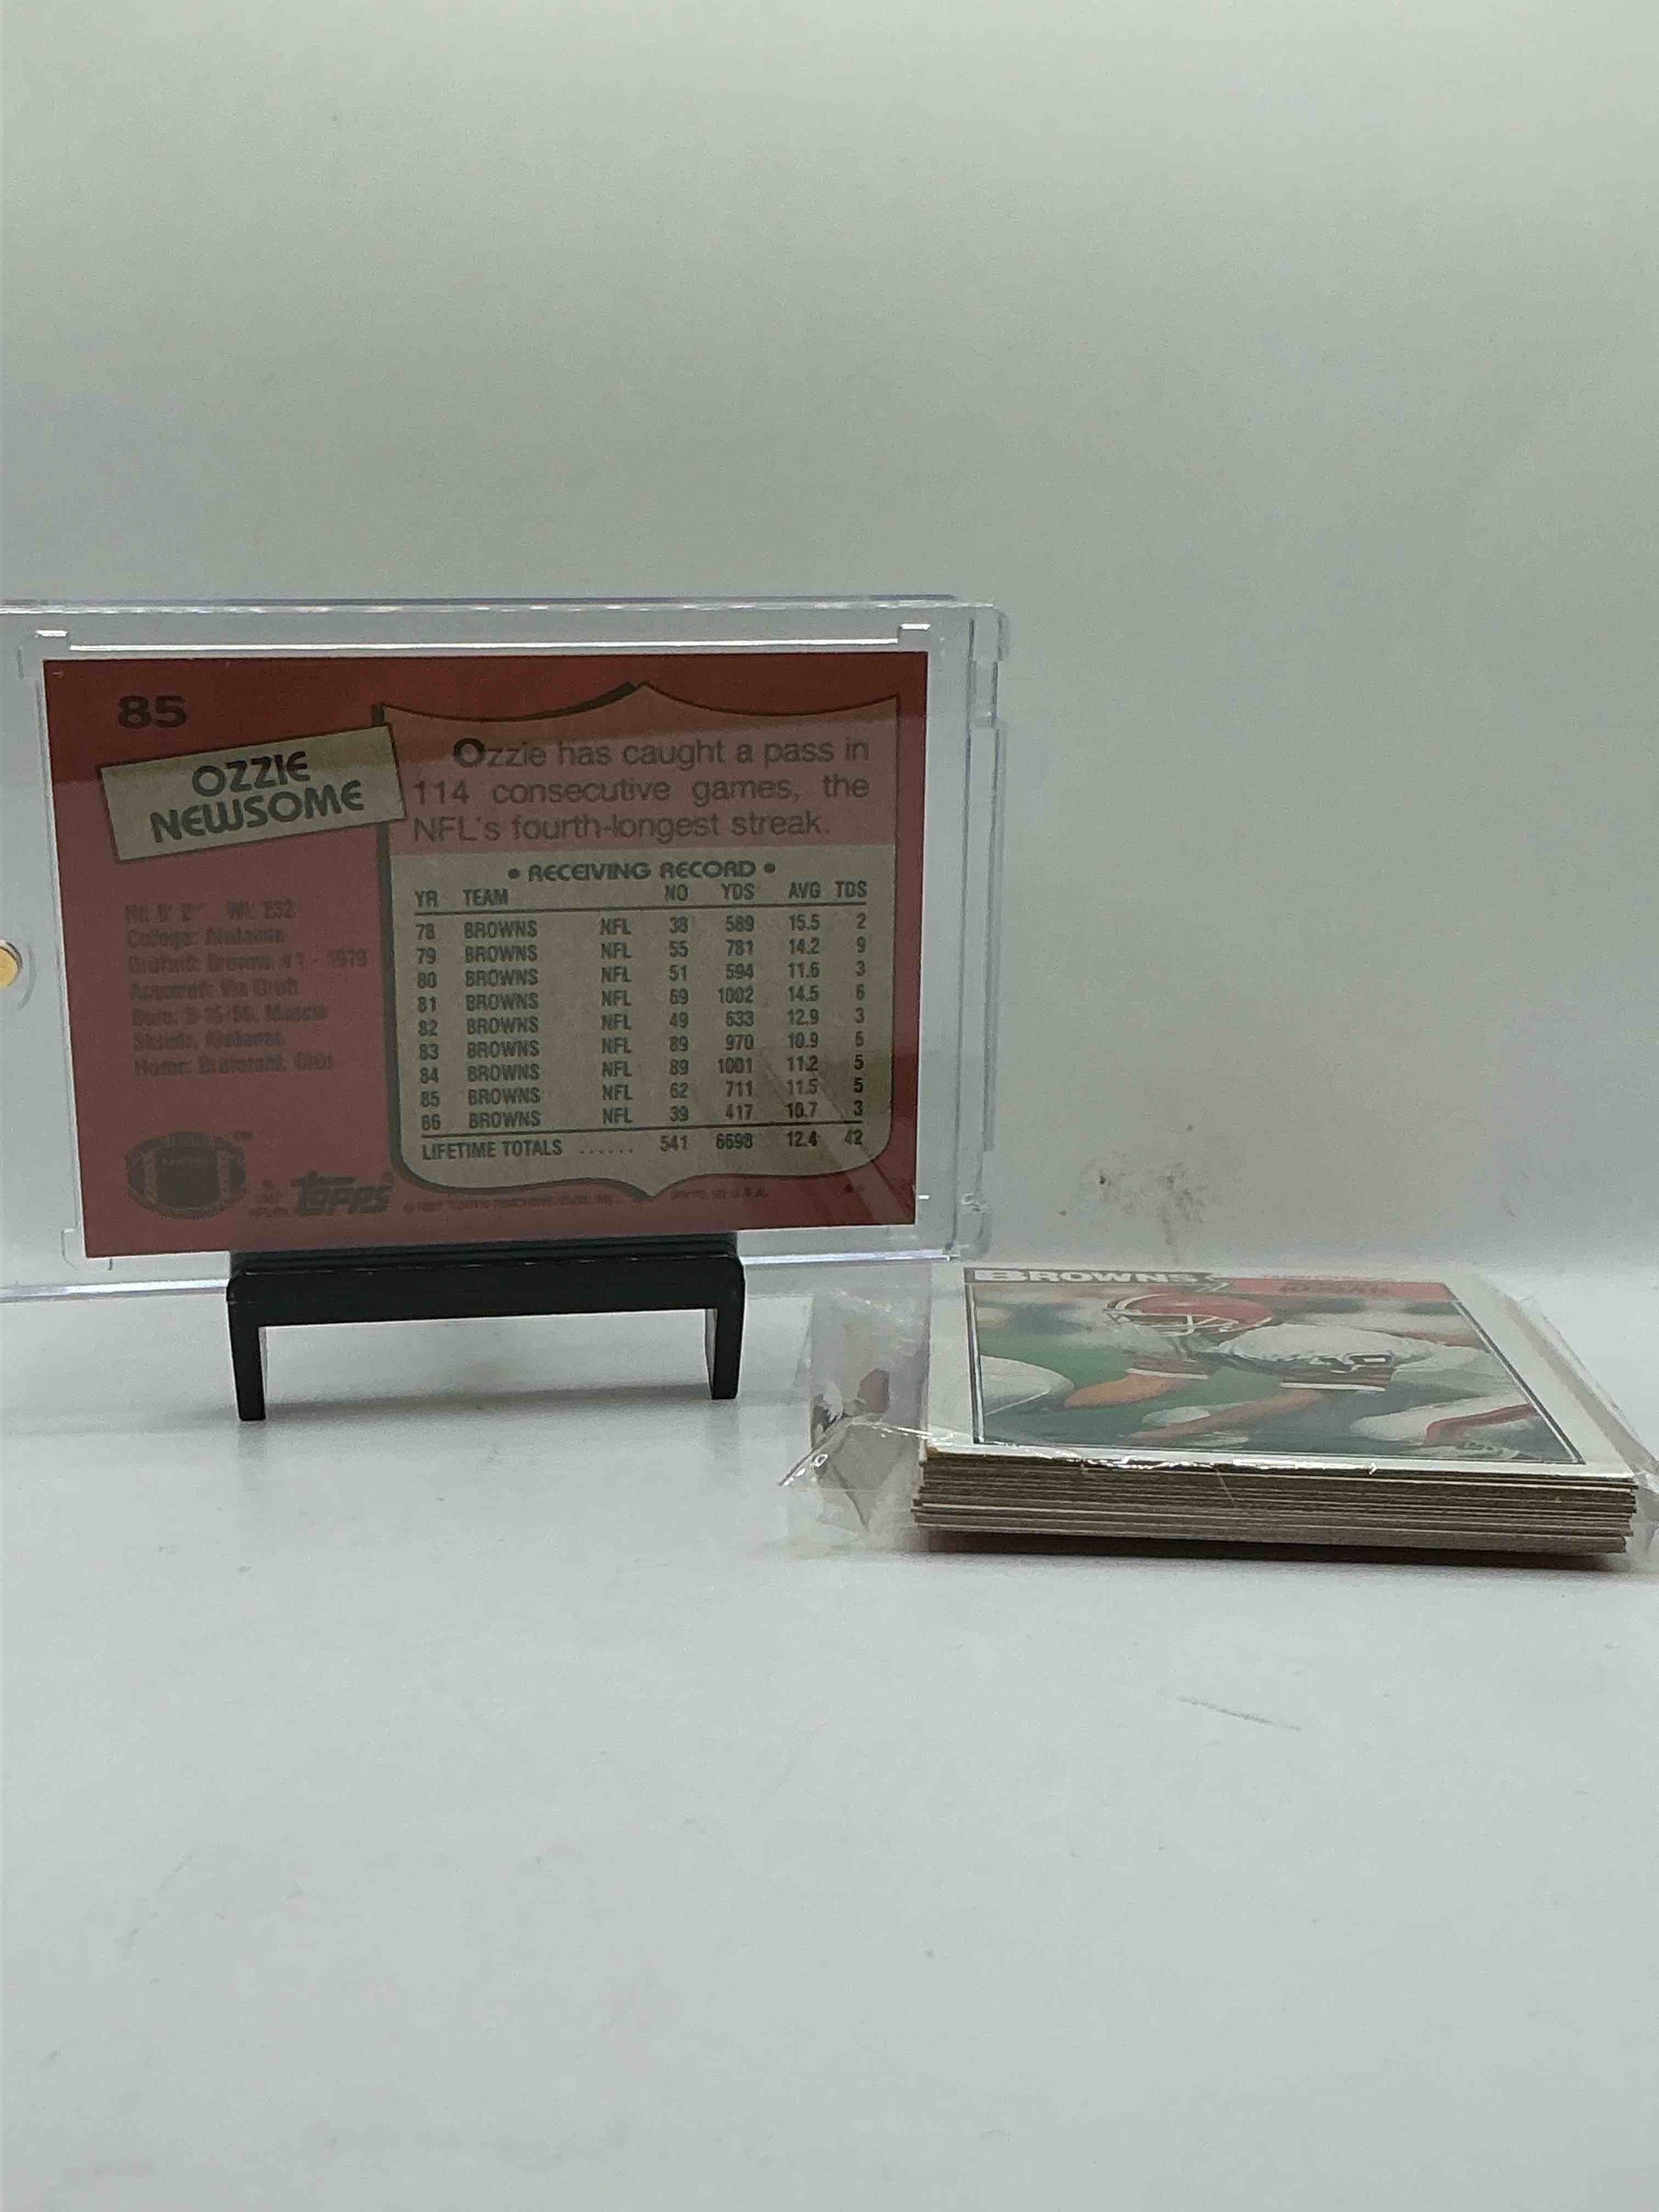 85
OZZIE
NEWSOME
Ozzie has caught a pass in
114 consecutive games, the
NFL's fourth-longest streak.
• RECEIVING RECORD •
YR TEAM NO YDS AVG TDS
78 BROWNS NFL 38 589 15.5 2
79 BROWNS NFL 55 781 14.2 9
80 BROWNS NFL 51 594 11.6 3
81 BROWNS NFL 69 1002 14.5 6
82 BROWNS NFL 49 633 12.9 3
83 BROWNS NFL 89 970 10.9 6
84 BROWNS NFL 89 1001 11.2 5
85 BROWNS NFL 62 711 11.5 5
86 BROWNS NFL 39 417 10.7 3
LIFETIME TOTALS ...... 541 6698 12.4 42
Wt: 232
College: Alabama
Home:
topps
BROWNS